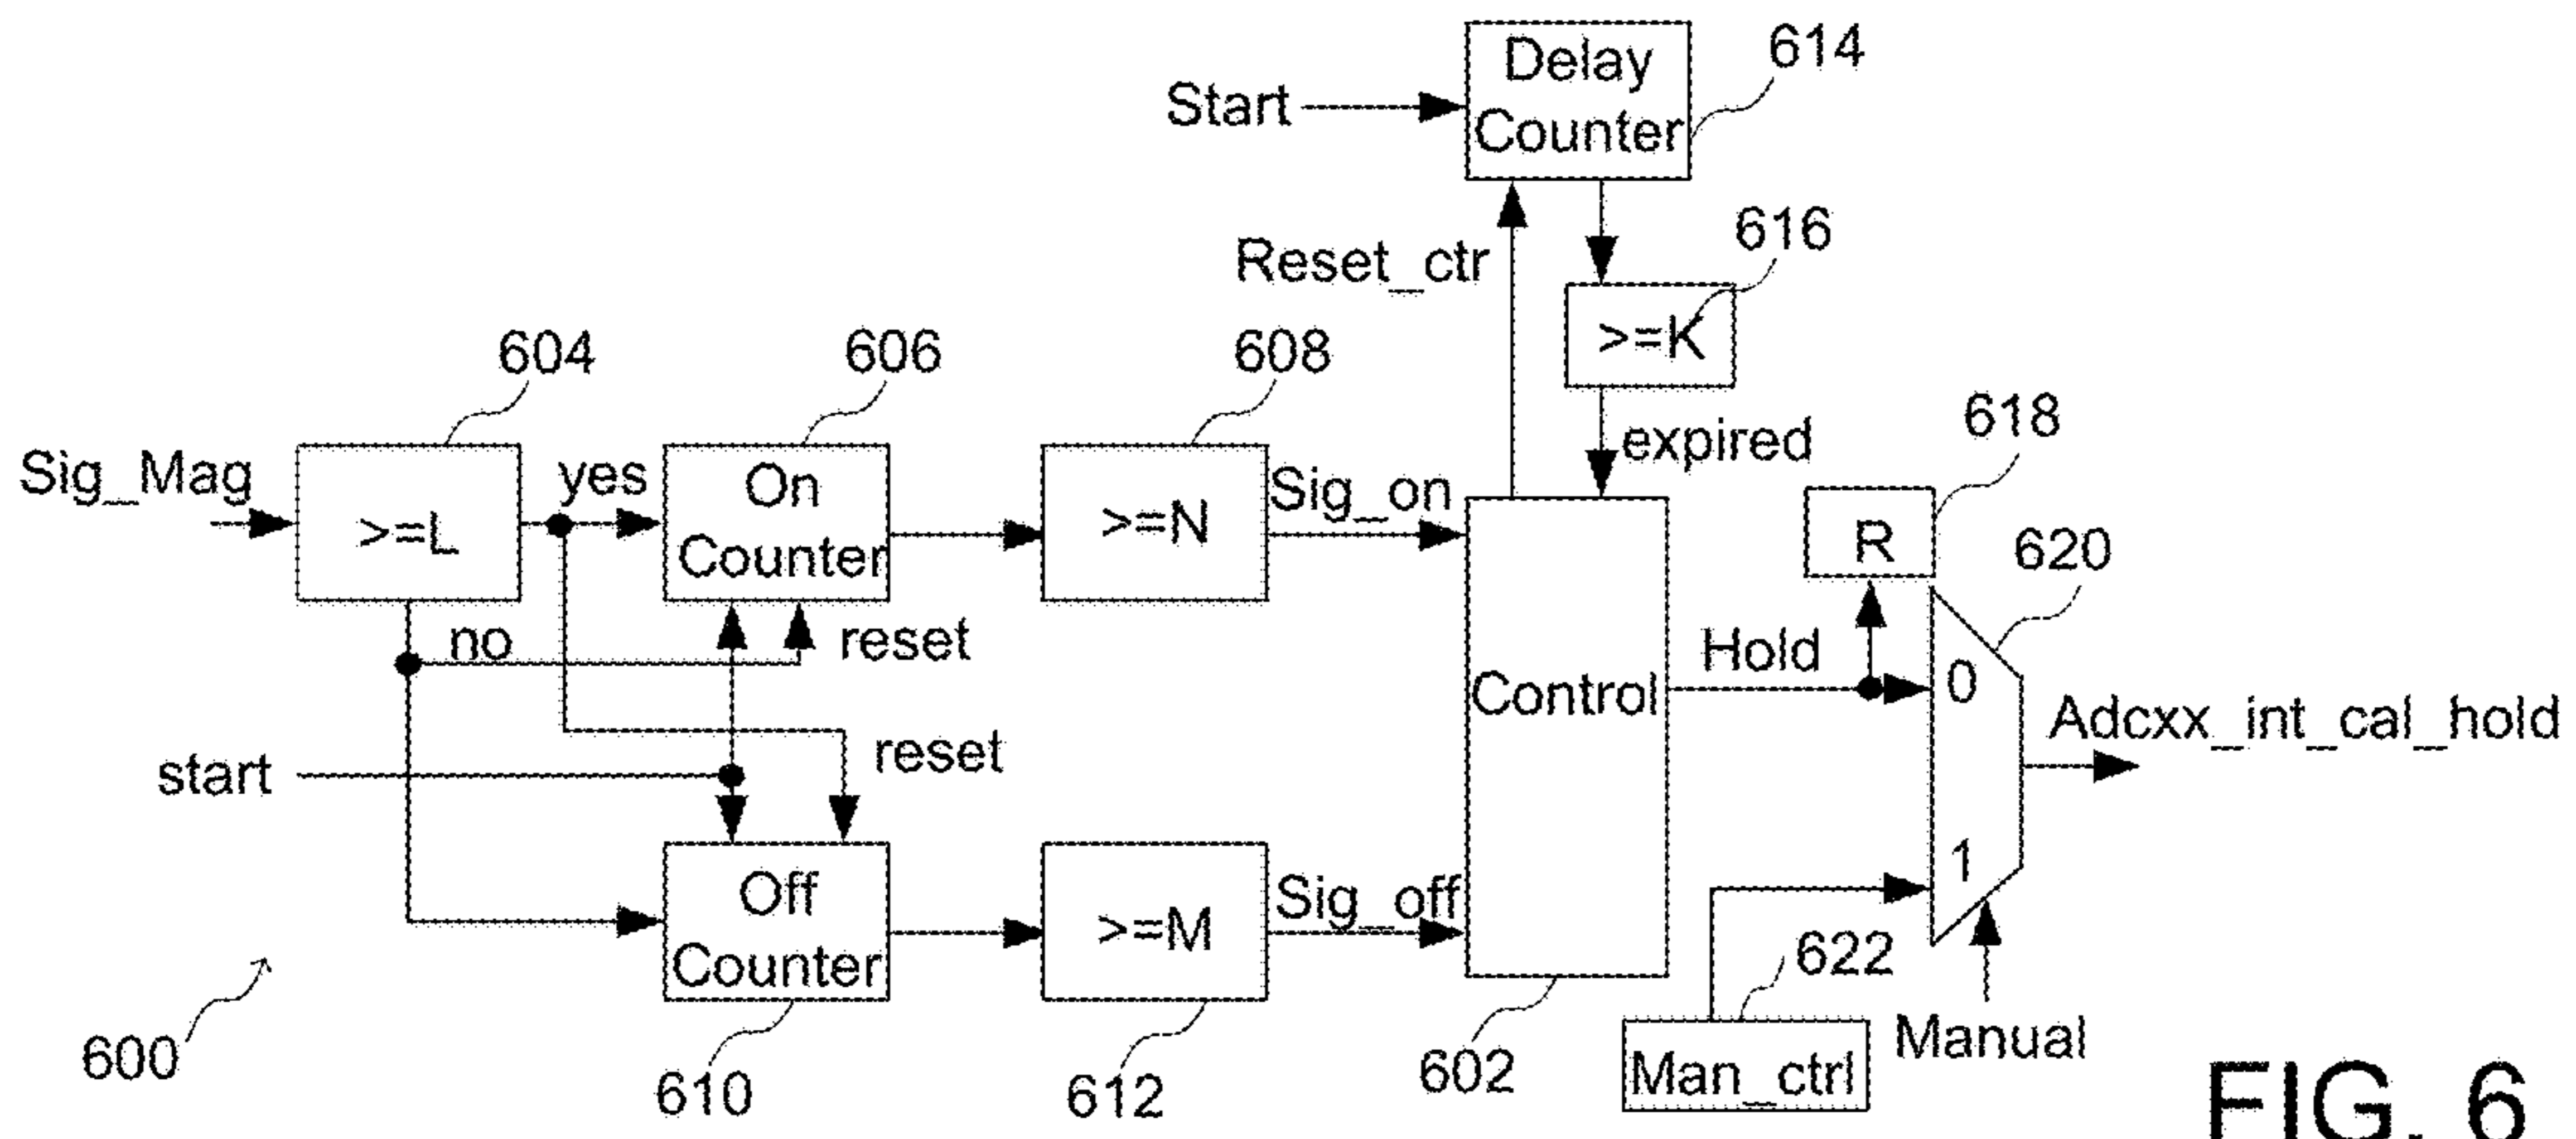 Delay
Counter
614
Start
616
Reset_ctr
>=K
604
606
608
expired
618
Sig_Mag
yes
On
Counter
>=L
>=N
Sig_on
R
620
no
reset
Hold
0
Control
Adcxx_int_cal_hold
start
reset
1
Off
Counter
>=M
Sig_off
622
600
610
612
602
Man_ctrl
Manual
FIG. 6